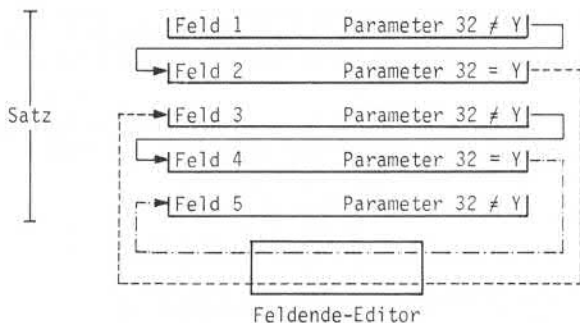 Feld 1 Parameter 32 ≠ Y
Feld 2 Parameter 32 = Y
Satz
Feld 3 Parameter 32 ≠ Y
Feld 4 Parameter 32 = Y
Feld 5 Parameter 32 ≠ Y
Feldende-Editor